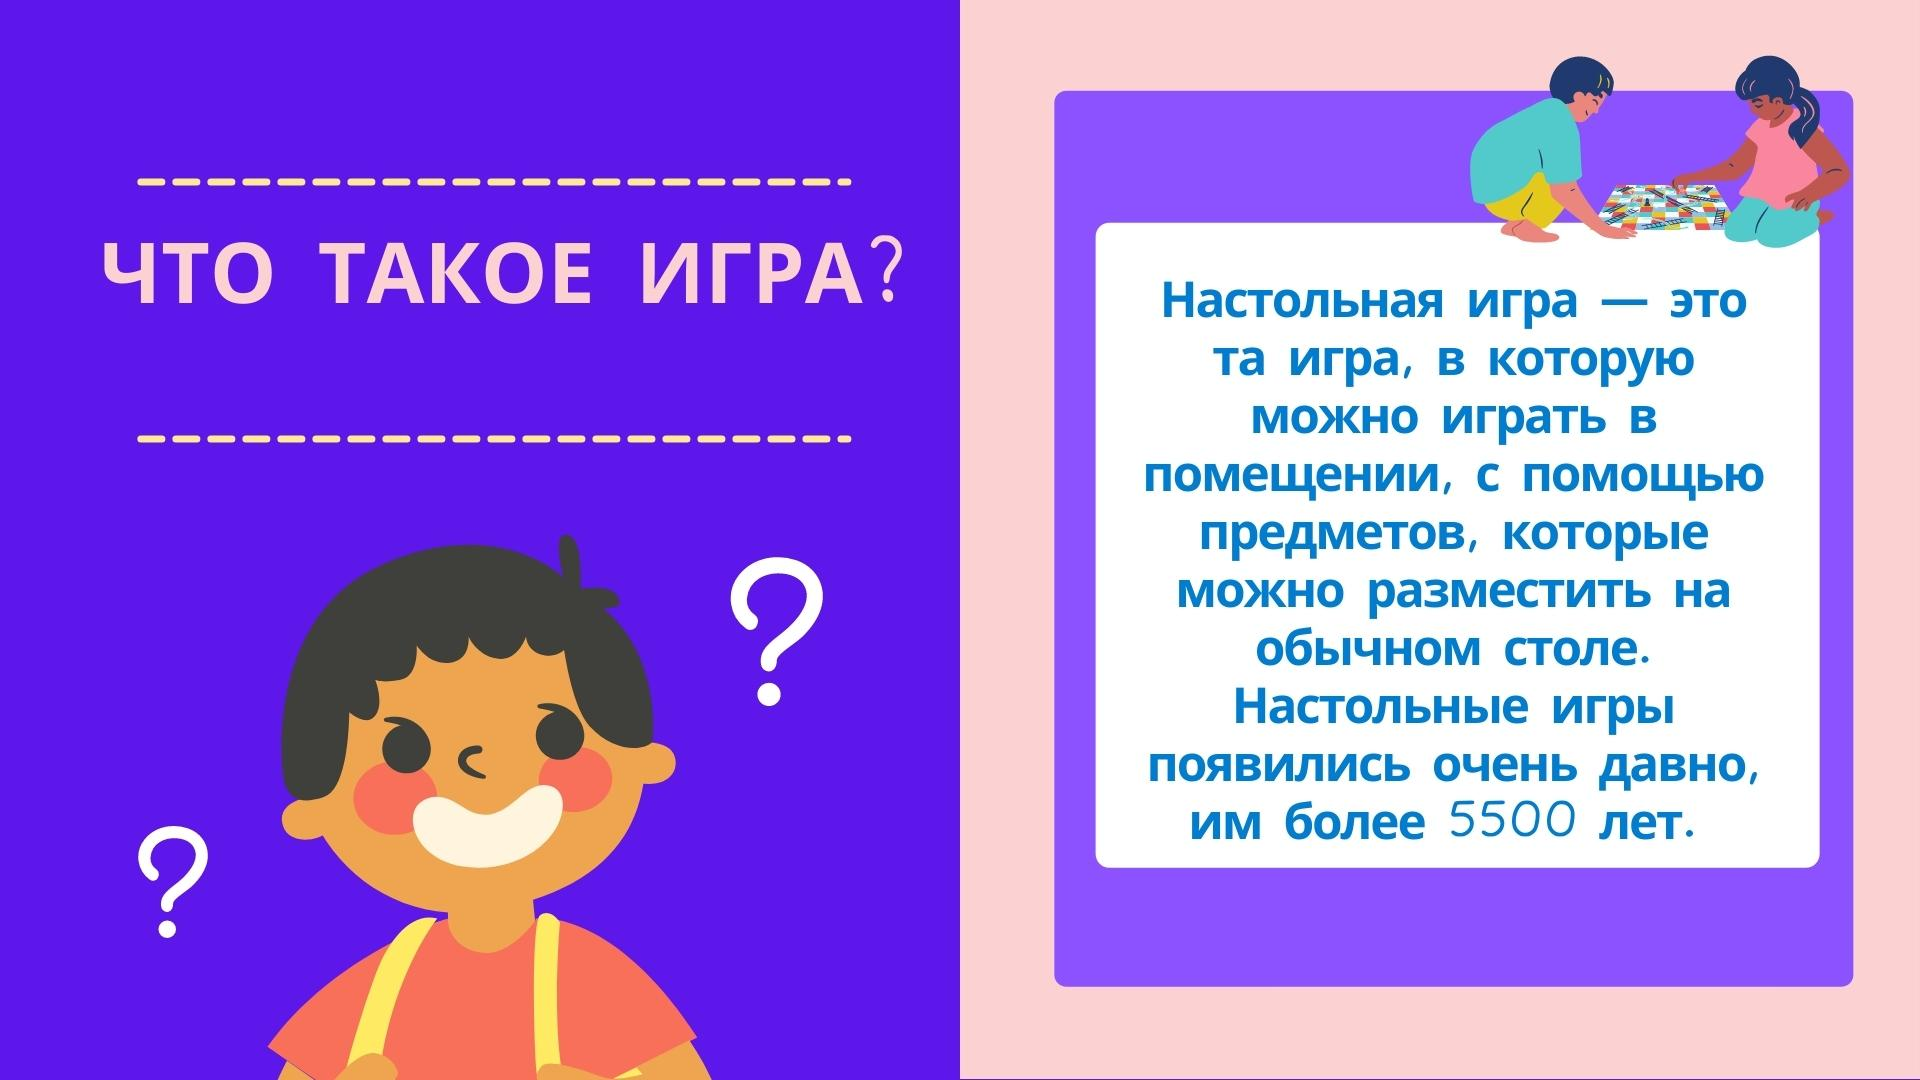 ЧТО ТАКОЕ ИГРА?
?
?
Настольная игра — это
та игра, в которую
можно играть в
помещении, с помощью
предметов, которые
можно разместить на
обычном столе.
Настольные игры
появились очень давно,
им более 5500 лет.